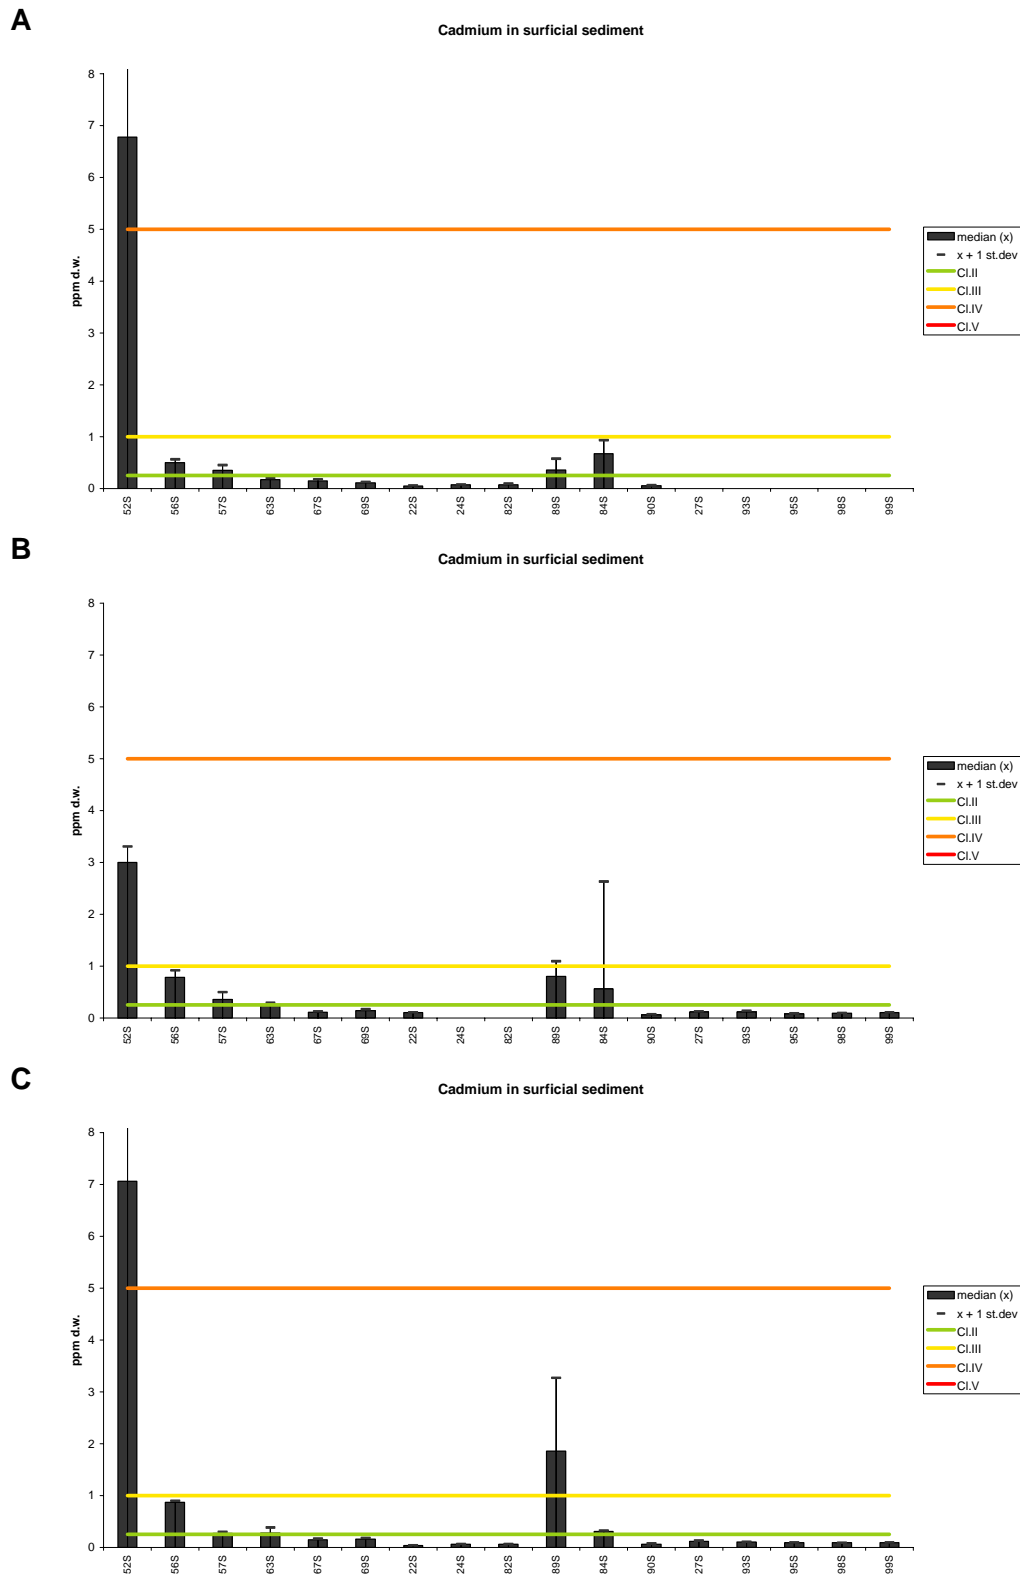 A
Cadmium in surficial sediment
8
7
6
5
4
3
2
1
0
ppm d.w.
52S 56S 57S 63S 67S 69S 22S 24S 82S 89S 84S 90S 27S 93S 95S 98S 99S
median (x)
x + 1 st.dev
Cl.II
Cl.III
Cl.IV
Cl.V
B
Cadmium in surficial sediment
8
7
6
5
4
3
2
1
0
ppm d.w.
52S 56S 57S 63S 67S 69S 22S 24S 82S 89S 84S 90S 27S 93S 95S 98S 99S
median (x)
x + 1 st.dev
Cl.II
Cl.III
Cl.IV
Cl.V
C
Cadmium in surficial sediment
8
7
6
5
4
3
2
1
0
ppm d.w.
52S 56S 57S 63S 67S 69S 22S 24S 82S 89S 84S 90S 27S 93S 95S 98S 99S
median (x)
x + 1 st.dev
Cl.II
Cl.III
Cl.IV
Cl.V